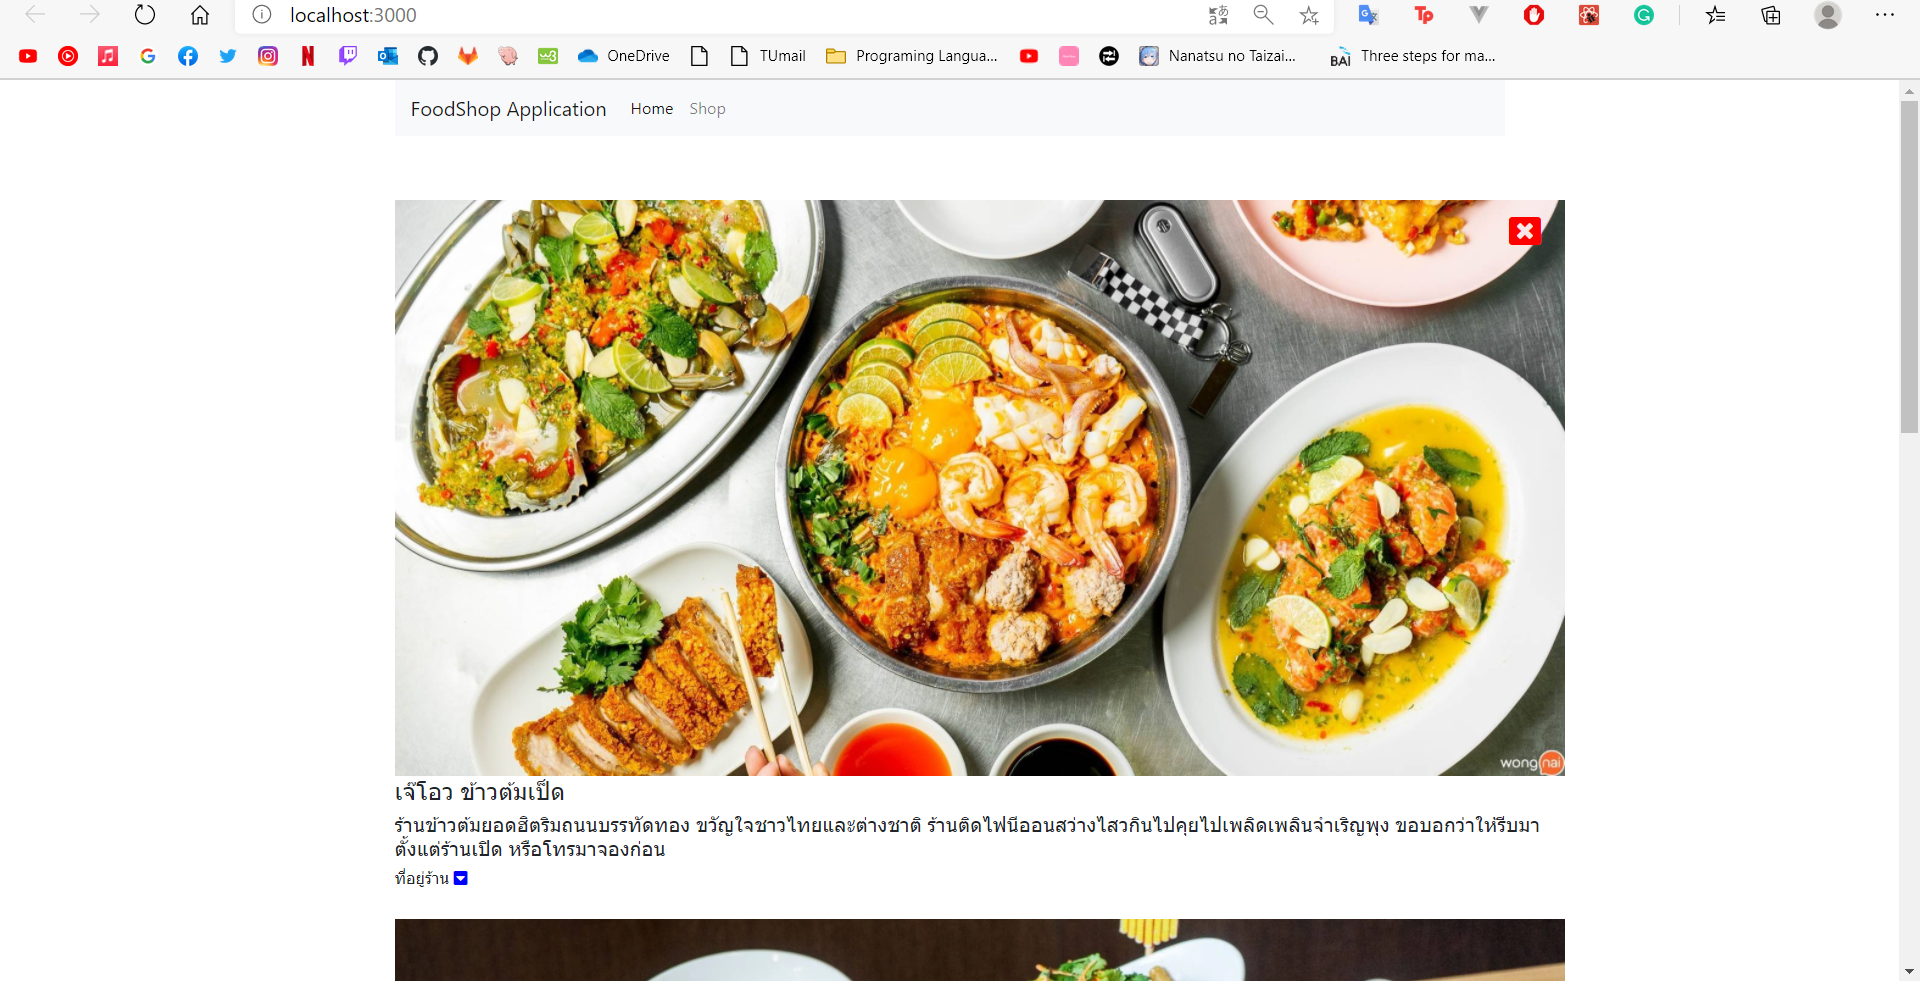 localhost:3000
OneDrive
TUmail
Programing Langua...
Nanatsu no Taizai...
BAI
Three steps for ma...
FoodShop Application
Home
Shop
wongnai
เจ๊โอว ข้าวต้มเป็ด
ร้านข้าวต้มยอดฮิตริมถนนบรรทัดทอง ขวัญใจชาวไทยและต่างชาติ ร้านติดไฟนีออนสว่างไสวกินไปคุยไปเพลิดเพลินจำเริญพุง ขอบอกว่าให้รีบมา
ตั้งแต่ร้านเปิด หรือโทรมาจองก่อน
ที่อยู่ร้าน